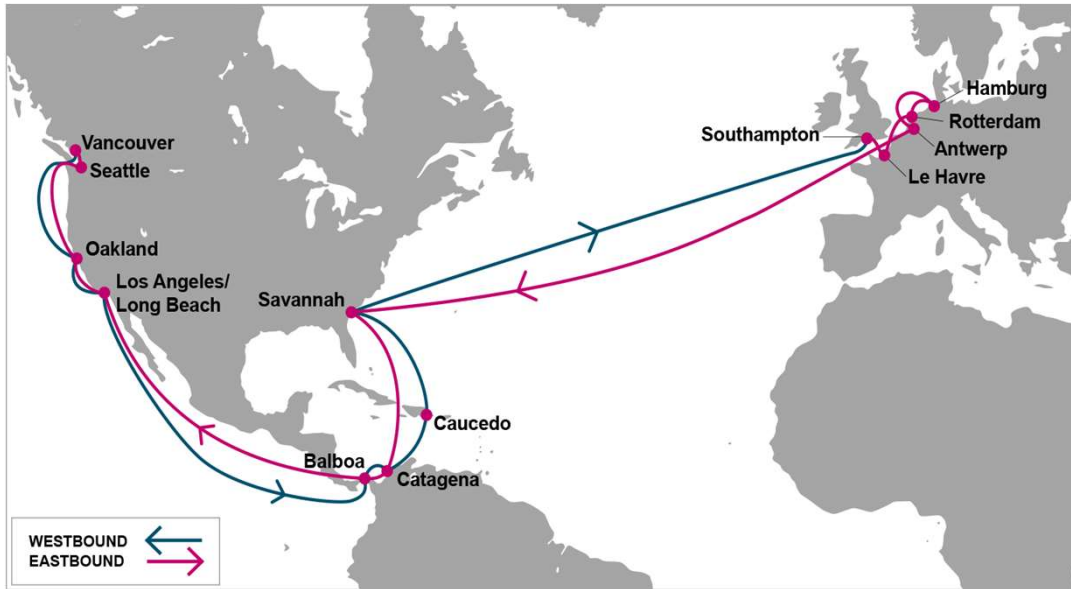 Hamburg
Vancouver
Southampton
Rotterdam
Seattle
Antwerp
Le Havre
Oakland
Los Angeles/
Long Beach
Savannah
Caucedo
Balboa
Catagena
WESTBOUND
EASTBOUND